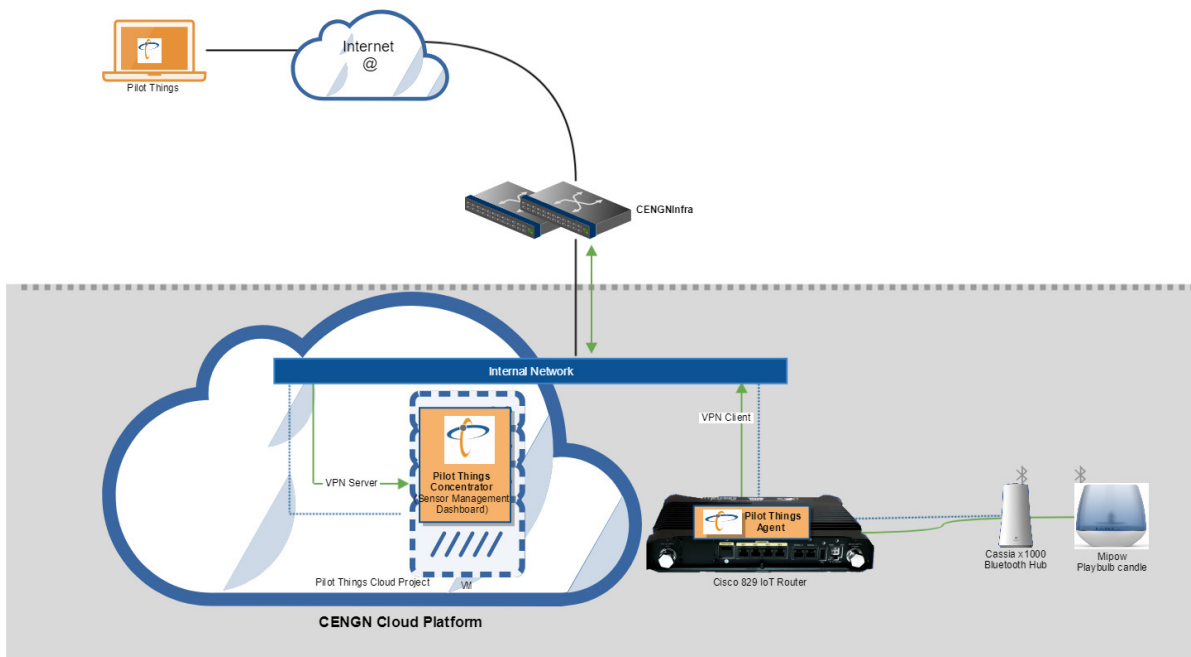 Internet
@
Pilot Things
CENGNInfra
Internal Network
VPN Client
VPN Server
Pilot Things
Concentrator
(Sensor Management
Dashboard)
Pilot Things
Agent
Cassia x1000
Bluetooth Hub
Mipow
Playbulb candle
Cisco 829 IoT Router
Pilot Things Cloud Project
VM
CENGN Cloud Platform